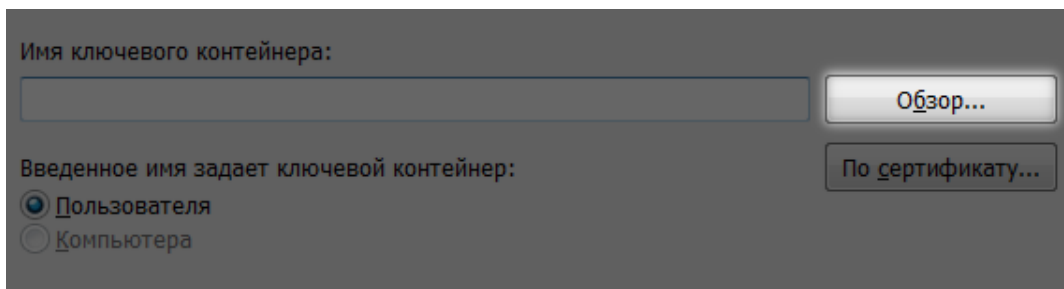 Имя ключевого контейнера:
Обзор...
Введенное имя задает ключевой контейнер:
По сертификату...
Пользователя
Компьютера